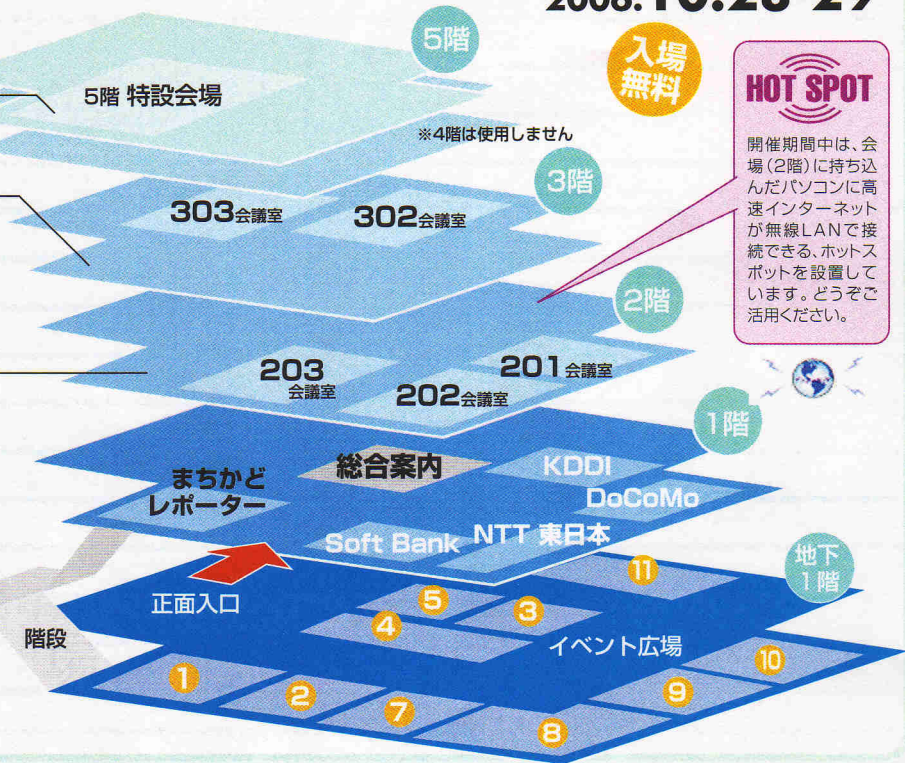 2008.10.28-29
5階
入場
無料
5階 特設会場
※4階は使用しません
HOT SPOT
開催期間中は、会
場(2階)に持ち込
んだパソコンに高
速インターネット
が無線LANで接
続できる、ホットス
ポットを設置して
います。どうぞご
活用ください。
3階
303会議室
302会議室
2階
203
会議室
202会議室
201会議室
1階
総合案内
KDDI
DoCoMo
まちかど
レポーター
Soft Bank
NTT 東日本
正面入口
地下
1階
階段
イベント広場
11
5
3
4
10
9
1
2
7
8